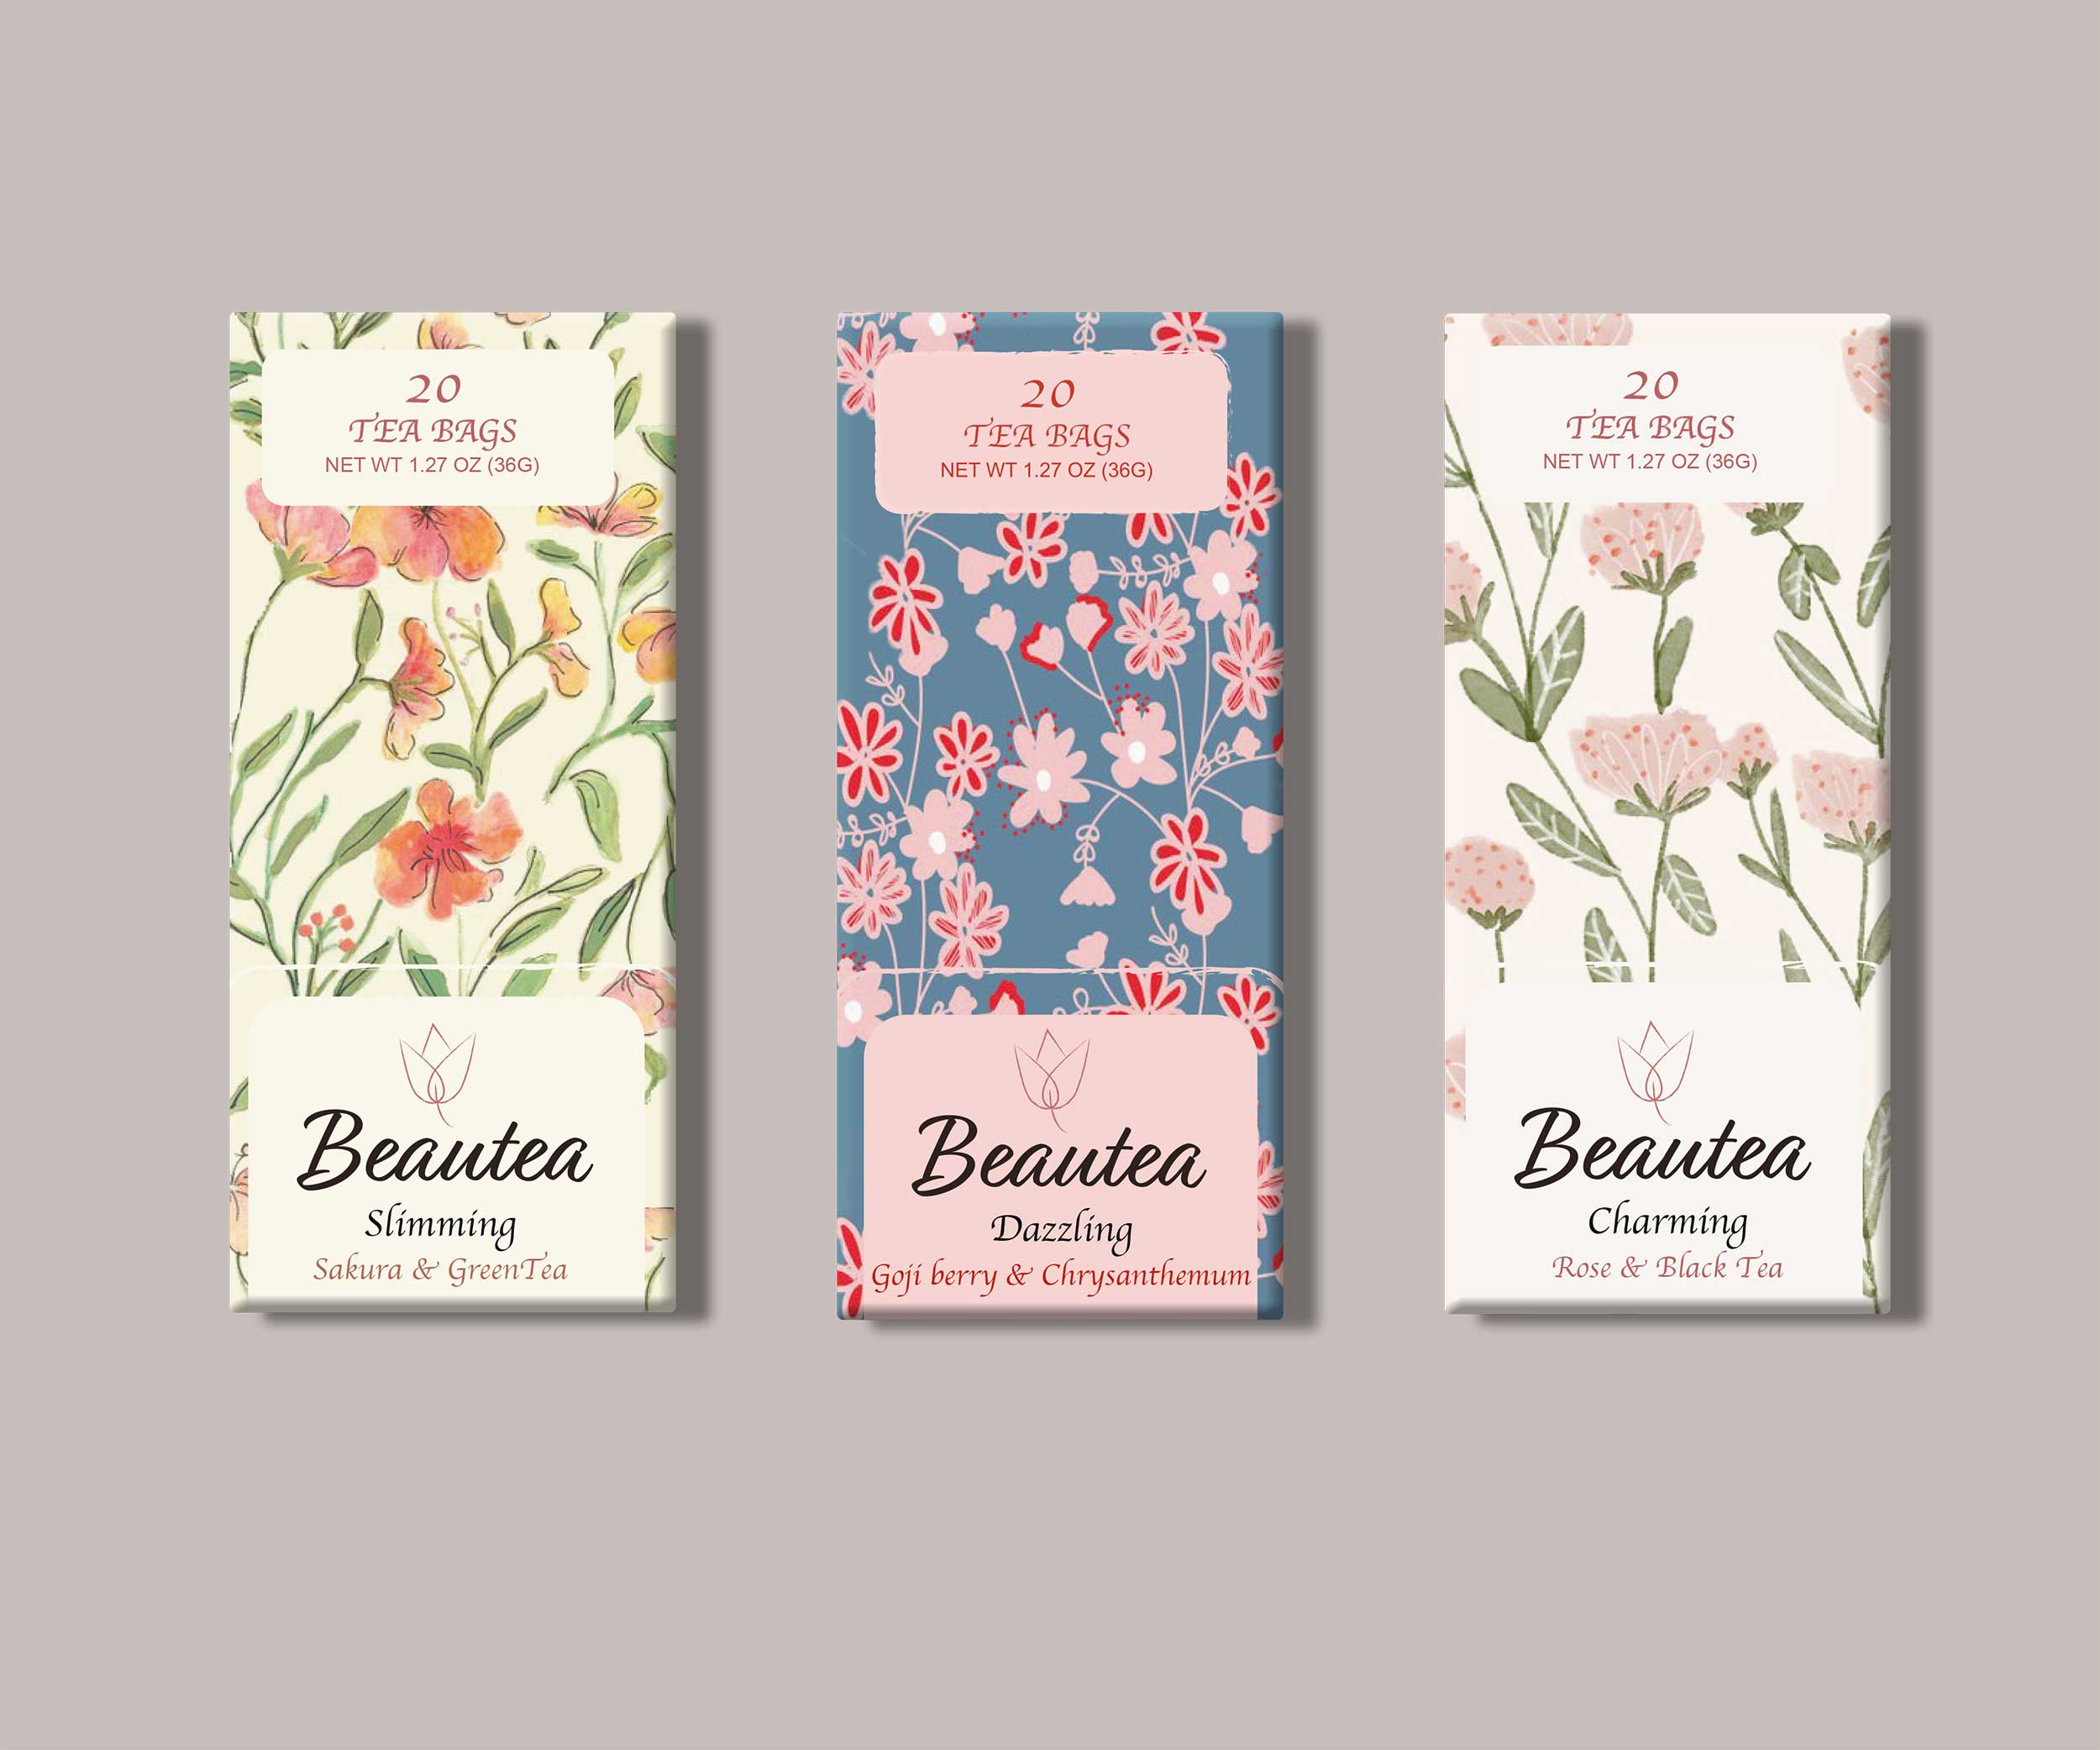 20
TEA BAGS
NET WT 1.27 OZ (36G)
Beautea
Slimming
Sakura & GreenTea
20
TEA BAGS
NET WT 1.27 OZ (36G)
Beautea
Dazzling
Goji berry & Chrysanthemum
20
TEA BAGS
NET WT 1.27 OZ (36G)
Beautea
Charming
Rose & Black Tea